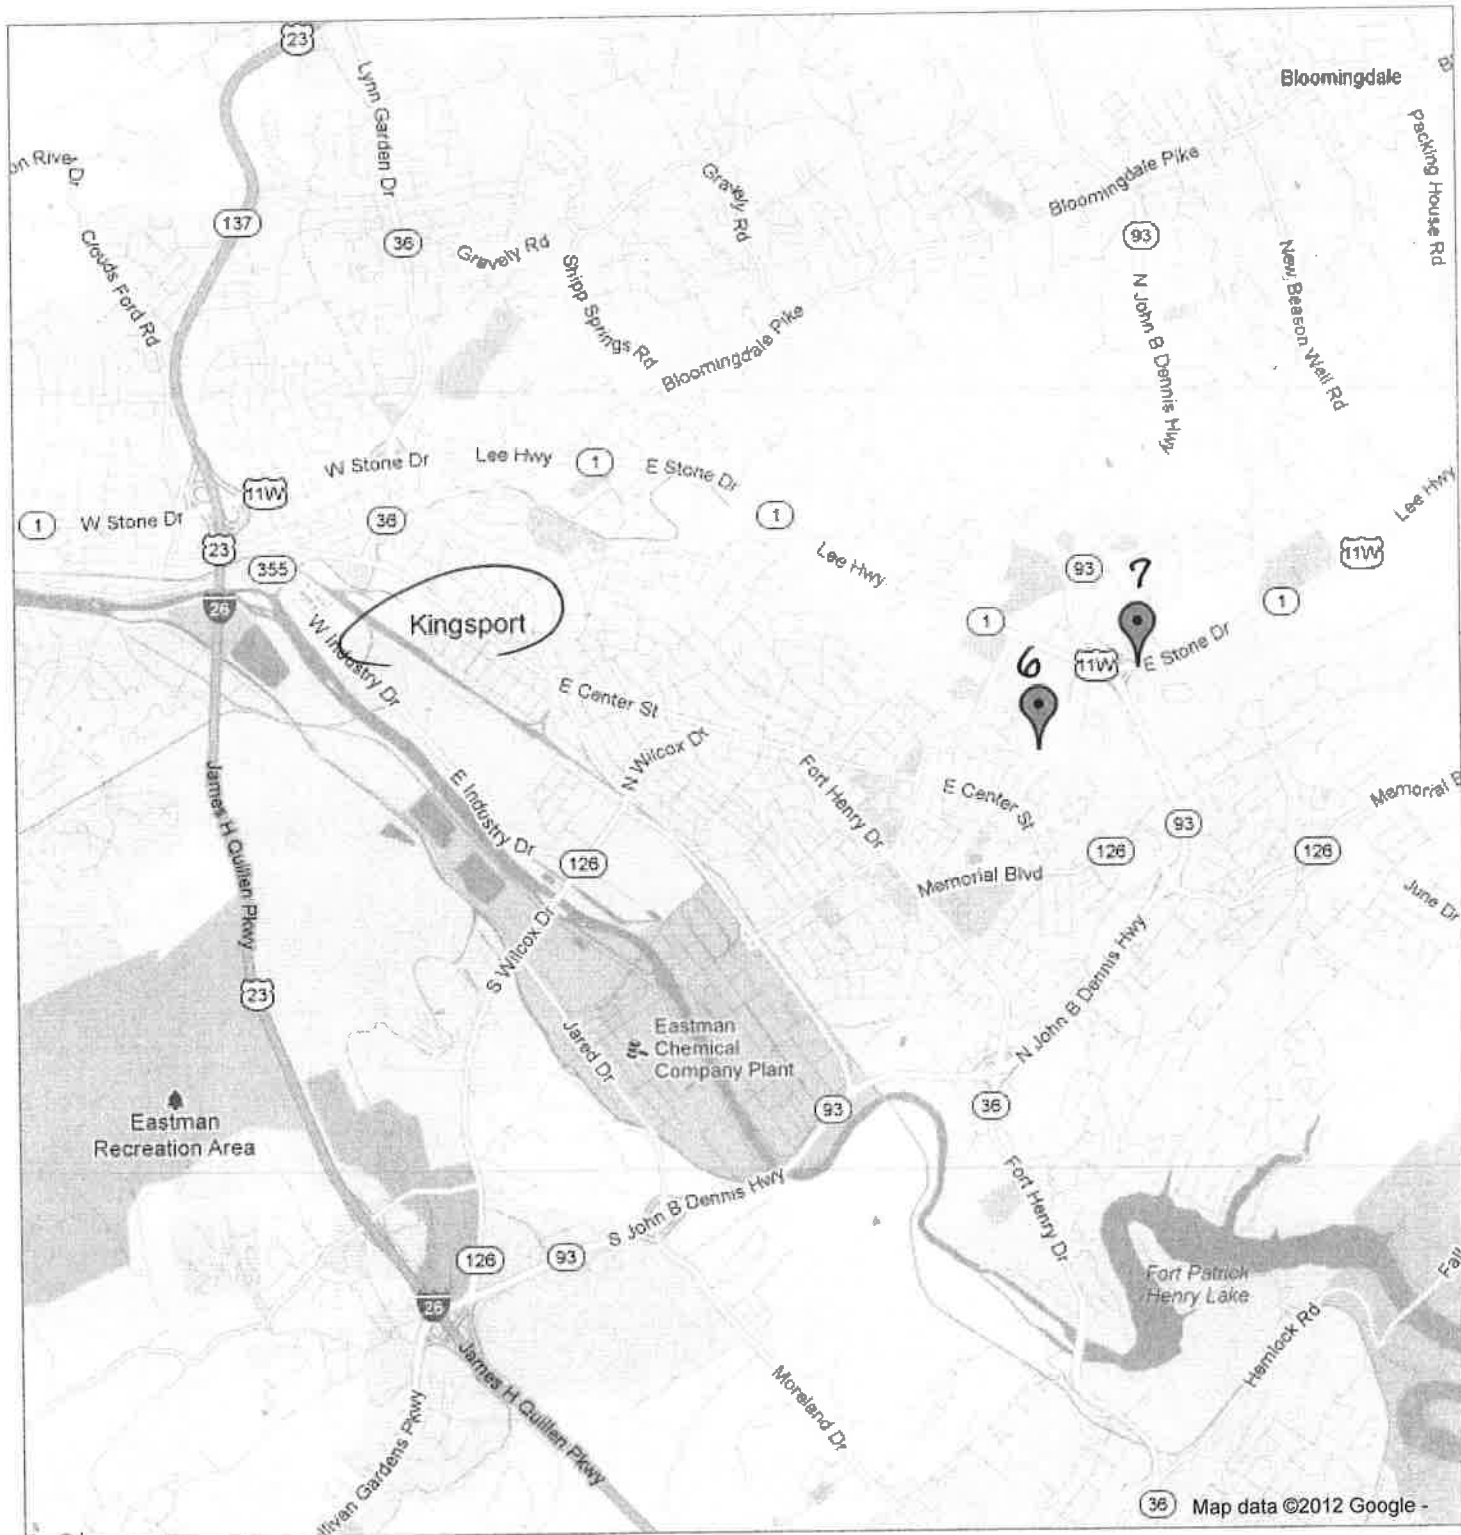 23
Lynn Garden Dr
Bloomingdale
Packing House Rd
Bloomingdale Pike
Gravely Rd
137
36
93
Clouds Ford Rd
Gravely Rd
Shipp Springs Rd
N John B Dennis Hwy
New Beason Well Rd
Bloomingdale Pike
W Stone Dr
Lee Hwy
1
E Stone Dr
11W
Lee Hwy
1
W Stone Dr
36
1
Lee Hwy
11W
23
355
93
7
26
1
1
Kingsport
W Industry Dr
E Stone Dr
11W
6
E Center St
N Wilcox Dr
Fort Henry Dr
E Center St
James H Quillen Pkwy
E Industry Dr
Memorial B
93
126
126
126
Memorial Blvd
June Dr
S Wilcox Dr
N John B Dennis Hwy
23
Jared Dr
Eastman
Chemical
Company Plant
Eastman
Recreation Area
93
36
Fort Henry Dr
S John B Dennis Hwy
126
93
Fort Patrick
Henry Lake
Fall
26
Hemlock Rd
James H Quillen Pkwy
Moreland Dr
llivan Gardens Pkwy
36
Map data ©2012 Google -